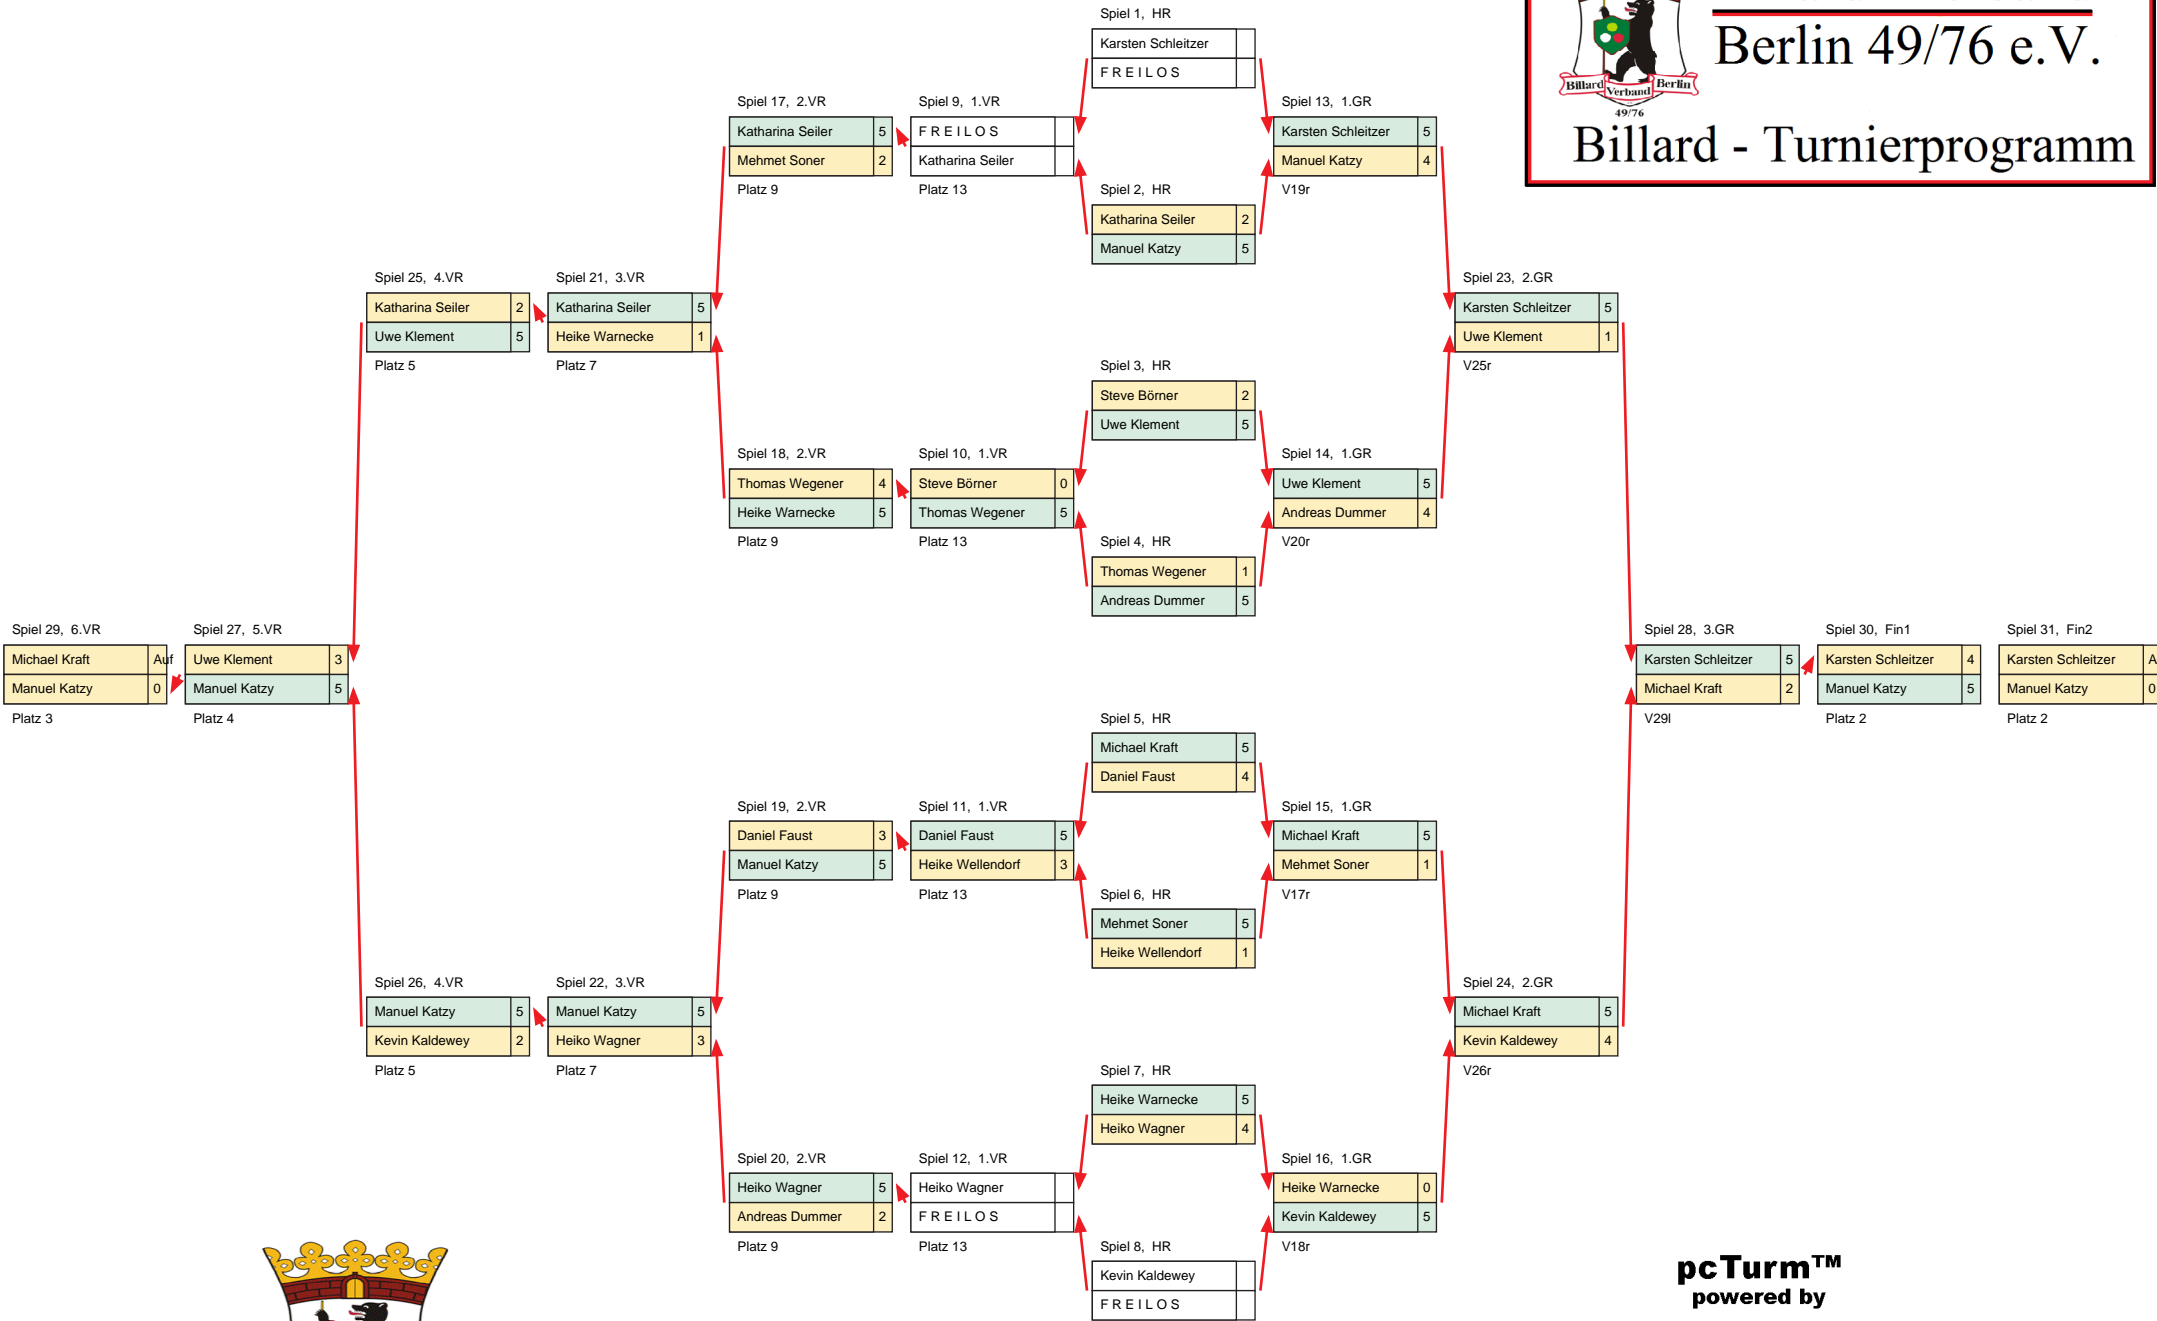 Berlin 49/76 e.V.
Billard Verband Berlin
49/76
Billard - Turnierprogramm
Spiel 1, HR
Karsten Schleitzer
FREILOS
Spiel 17, 2.VR
Katharina Seiler 5
Mehmet Soner 2
Platz 9
Spiel 9, 1.VR
FREILOS
Katharina Seiler
Platz 13
Spiel 13, 1.GR
Karsten Schleitzer 5
Manuel Katzy 4
V19r
Spiel 2, HR
Katharina Seiler 2
Manuel Katzy 5
Spiel 25, 4.VR
Katharina Seiler 2
Uwe Klement 5
Platz 5
Spiel 21, 3.VR
Katharina Seiler 5
Heike Warnecke 1
Platz 7
Spiel 23, 2.GR
Karsten Schleitzer 5
Uwe Klement 1
V25r
Spiel 3, HR
Steve Börner 2
Uwe Klement 5
Spiel 18, 2.VR
Thomas Wegener 4
Heike Warnecke 5
Platz 9
Spiel 10, 1.VR
Steve Börner 0
Thomas Wegener 5
Platz 13
Spiel 14, 1.GR
Uwe Klement 5
Andreas Dummer 4
V20r
Spiel 4, HR
Thomas Wegener 1
Andreas Dummer 5
Spiel 29, 6.VR
Michael Kraft Auf
Manuel Katzy 0
Platz 3
Spiel 27, 5.VR
Uwe Klement 3
Manuel Katzy 5
Platz 4
Spiel 28, 3.GR
Karsten Schleitzer 5
Michael Kraft 2
V29l
Spiel 30, Fin1
Karsten Schleitzer 4
Manuel Katzy 5
Platz 2
Spiel 31, Fin2
Karsten Schleitzer A
Manuel Katzy 0
Platz 2
Spiel 5, HR
Michael Kraft 5
Daniel Faust 4
Spiel 19, 2.VR
Daniel Faust 3
Manuel Katzy 5
Platz 9
Spiel 11, 1.VR
Daniel Faust 5
Heike Wellendorf 3
Platz 13
Spiel 15, 1.GR
Michael Kraft 5
Mehmet Soner 1
V17r
Spiel 6, HR
Mehmet Soner 5
Heike Wellendorf 1
Spiel 26, 4.VR
Manuel Katzy 5
Kevin Kaldewey 2
Platz 5
Spiel 22, 3.VR
Manuel Katzy 5
Heiko Wagner 3
Platz 7
Spiel 24, 2.GR
Michael Kraft 5
Kevin Kaldewey 4
V26r
Spiel 7, HR
Heike Warnecke 5
Heiko Wagner 4
Spiel 20, 2.VR
Heiko Wagner 5
Andreas Dummer 2
Platz 9
Spiel 12, 1.VR
Heiko Wagner
FREILOS
Platz 13
Spiel 16, 1.GR
Heike Warnecke 0
Kevin Kaldewey 5
V18r
Spiel 8, HR
Kevin Kaldewey
FREILOS
pcTurm™
powered by